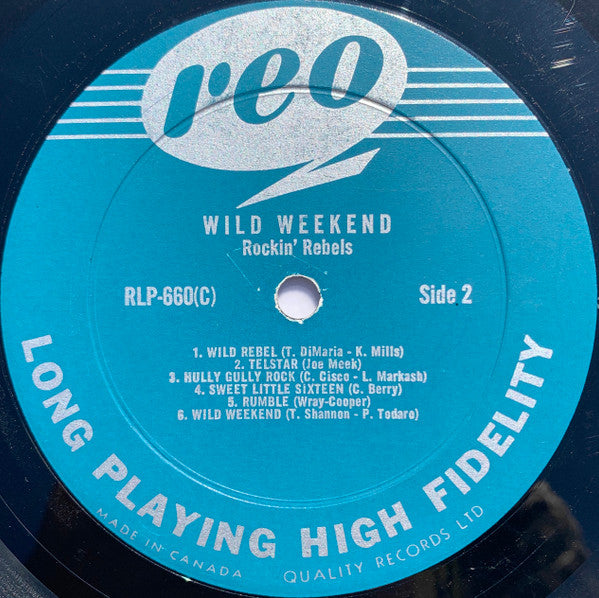 reo
WILD WEEKEND
Rockin' Rebels
RLP-660(C)
Side 2
1. WILD REBEL (T. DiMaria - K. Mills)
2. TELSTAR (Joe Meek)
3. HULLY GULLY ROCK (C. Cisco - L. Markash)
4. SWEET LITTLE SIXTEEN (C. Berry)
5. RUMBLE (Wray-Cooper)
6. WILD WEEKEND (T. Shannon - P. Todaro)
LONG PLAYING HIGH FIDELITY
MADE IN CANADA
QUALITY RECORDS LTD